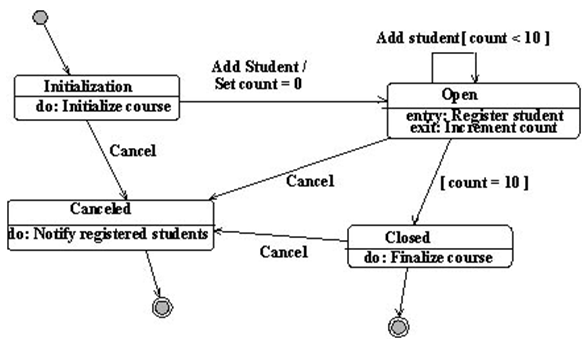 Add student[ count < 10 ]
Add Student /
Set count = 0
Initialization
do: Initialize course
Open
entry: Register student
exit: Increment count
Cancel
Cancel
[ count = 10 ]
Canceled
do: Notify registered students
Closed
do: Finalize course
Cancel